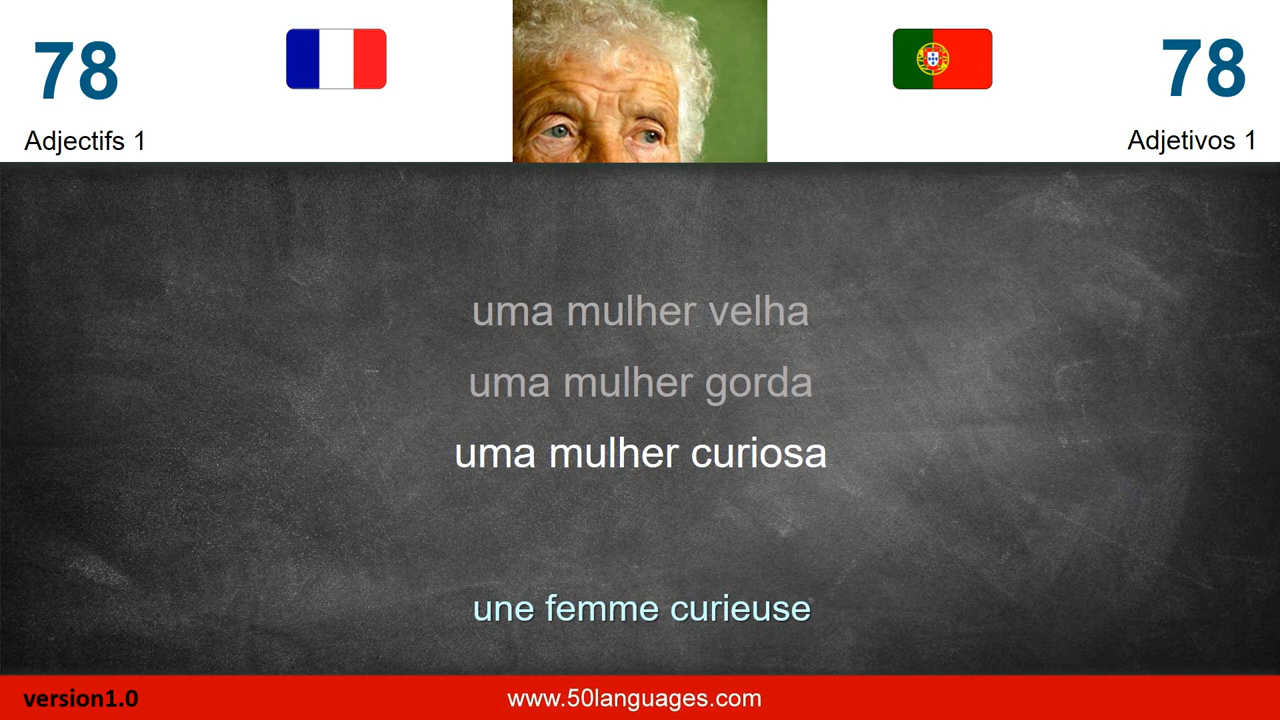 78
78
Adjectifs 1
Adjetivos 1
uma mulher velha
uma mulher gorda
uma mulher curiosa
une femme curieuse
version1.0
www.50languages.com